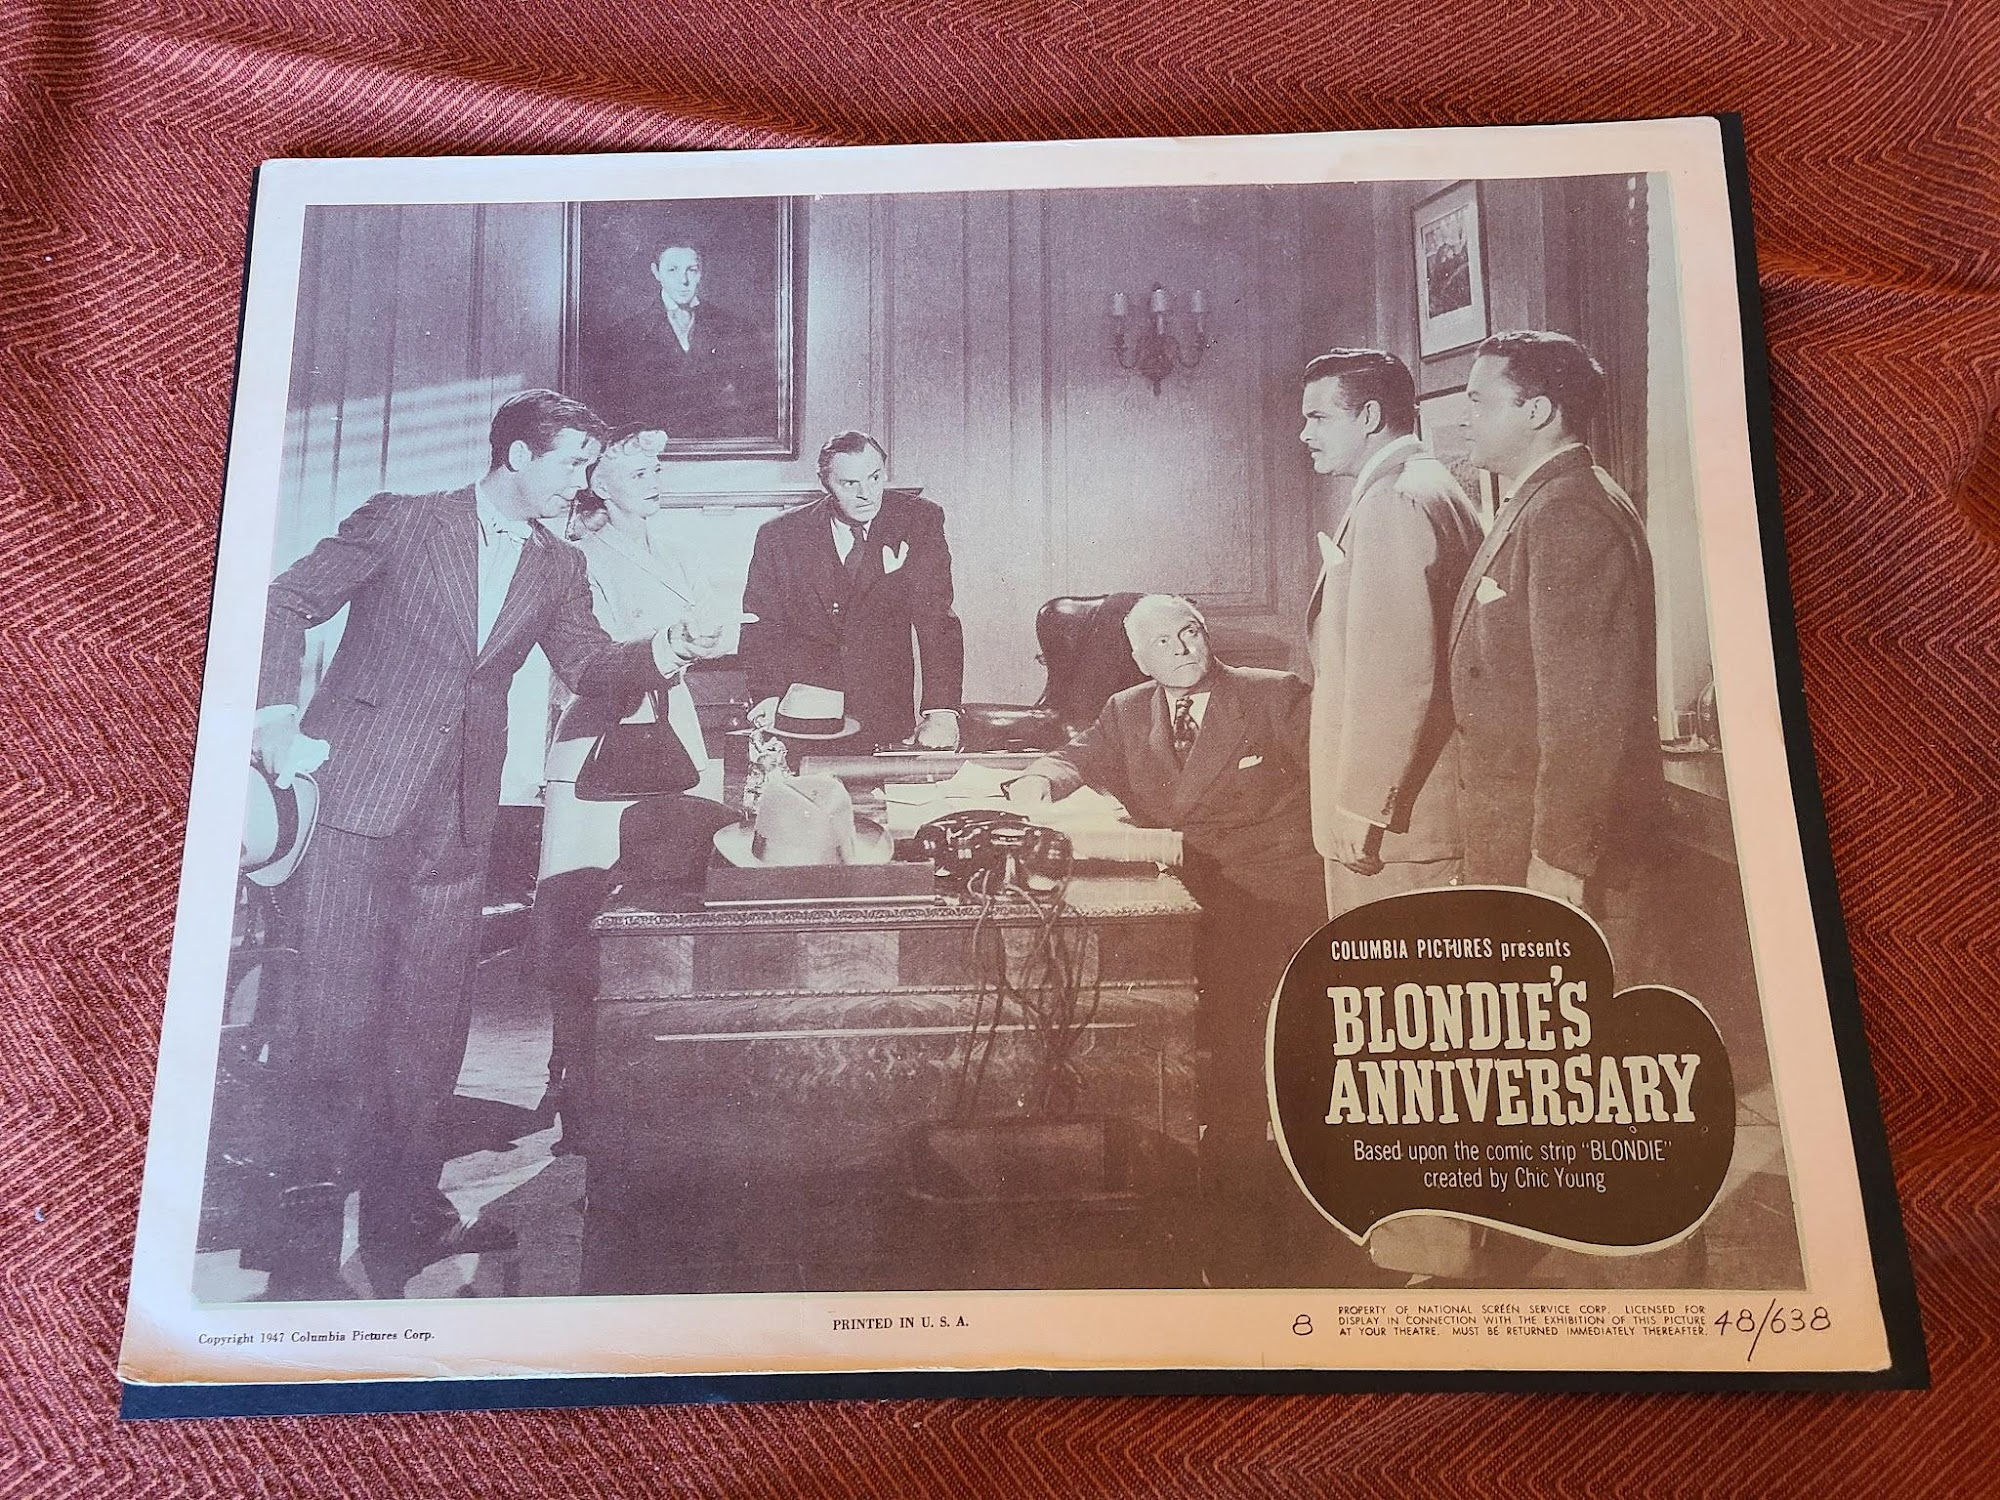 COLUMBIA PICTURES presents
BLONDIE'S
ANNIVERSARY
Based upon the comic strip "BLONDIE"
created by Chic Young
Copyright 1947 Columbia Pictures Corp.
PRINTED IN U. S. A.
8
PROPERTY OF NATIONAL SCREEN SERVICE CORP. LICENSED FOR
DISPLAY IN CONNECTION WITH THE EXHIBITION OF THIS PICTURE
AT YOUR THEATRE. MUST BE RETURNED IMMEDIATELY THEREAFTER.
48/638